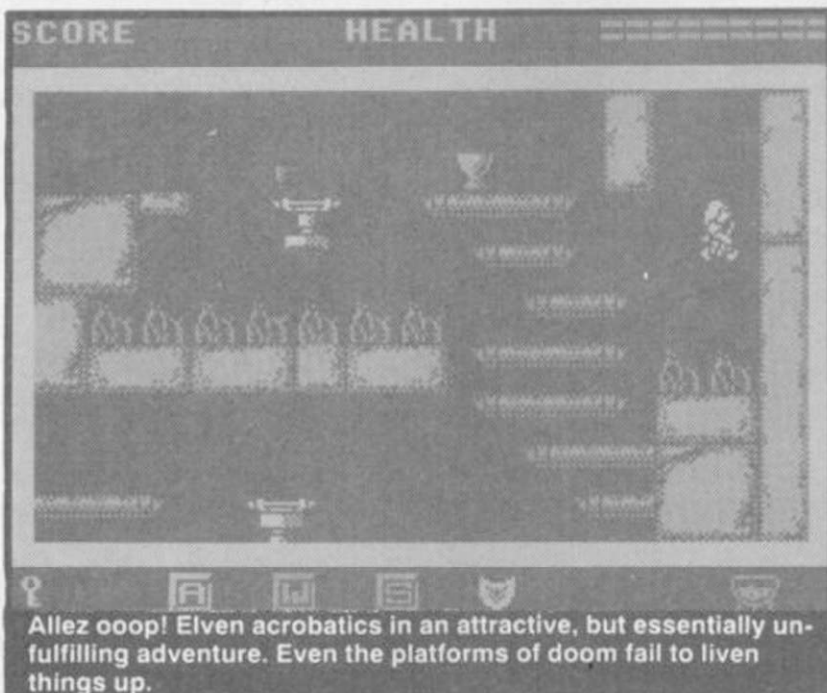 SCORE HEALTH
A W S
Allez ooop! Elven acrobatics in an attractive, but essentially un-
fulfilling adventure. Even the platforms of doom fail to liven
things up.